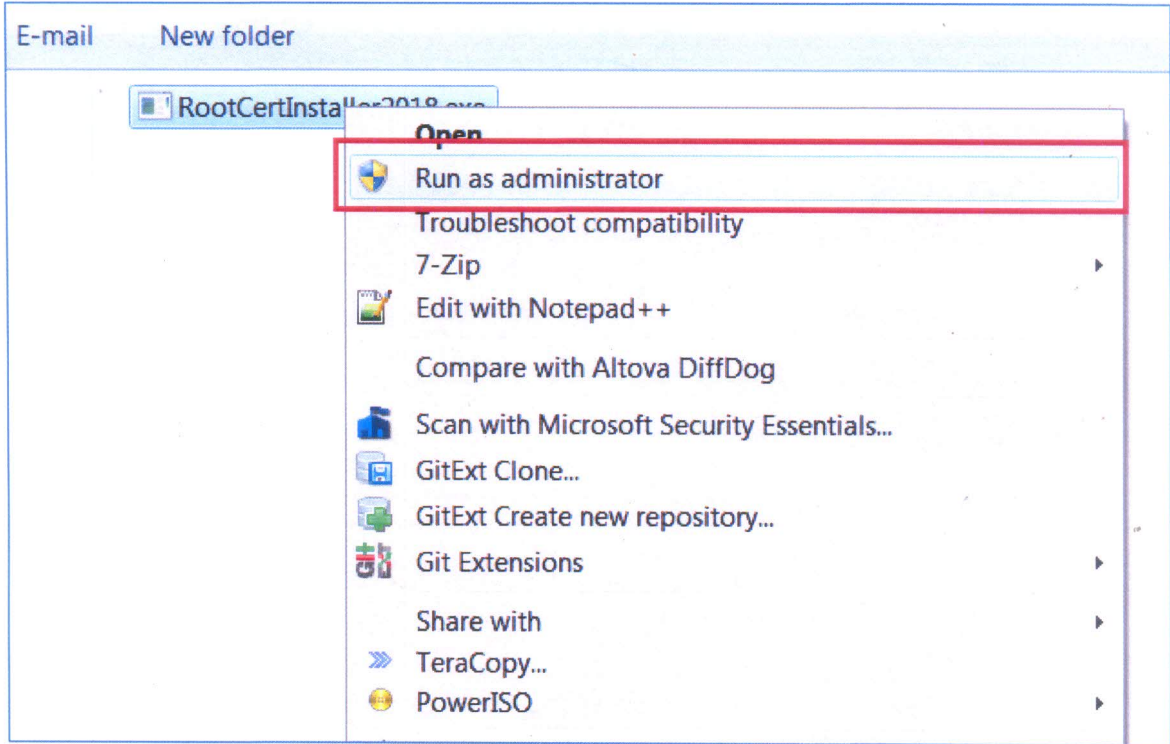 E-mail New folder
RootCertInstaller2018.exe
Open
Run as administrator
Troubleshoot compatibility
7-Zip
Edit with Notepad++
Compare with Altova DiffDog
Scan with Microsoft Security Essentials...
GitExt Clone...
GitExt Create new repository...
Git Extensions
Share with
TeraCopy...
PowerISO